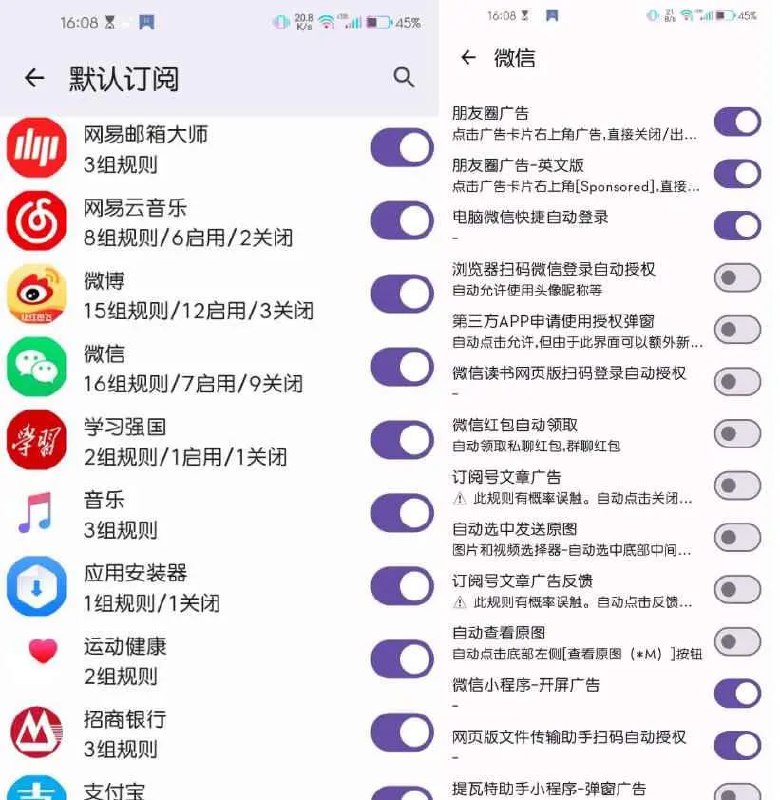 16:08
20.8
K/s
45%
默认订阅
网易邮箱大师
3组规则
网易云音乐
8组规则/6启用/2关闭
微博
15组规则/12启用/3关闭
微信
16组规则/7启用/9关闭
学习强国
2组规则/1启用/1关闭
音乐
3组规则
应用安装器
1组规则/1关闭
运动健康
2组规则
招商银行
3组规则
支付宝
16:08
21
B/s
45%
微信
朋友圈广告
点击广告卡片右上角广告,直接关闭/出...
朋友圈广告-英文版
点击广告卡片右上角[Sponsored],直接...
电脑微信快捷自动登录
-
浏览器扫码微信登录自动授权
自动允许使用头像昵称等
第三方APP申请使用授权弹窗
自动点击允许,但由于此界面可以额外新...
微信读书网页版扫码登录自动授权
-
微信红包自动领取
自动领取私聊红包,群聊红包
订阅号文章广告
⚠ 此规则有概率误触。自动点击关闭...
自动选中发送原图
图片和视频选择器-自动选中底部中间...
订阅号文章广告反馈
⚠ 此规则有概率误触。自动点击反馈...
自动查看原图
自动点击底部左侧[查看原图（*M）]按钮
微信小程序-开屏广告
-
网页版文件传输助手扫码自动授权
-
提瓦特助手小程序-弹窗广告